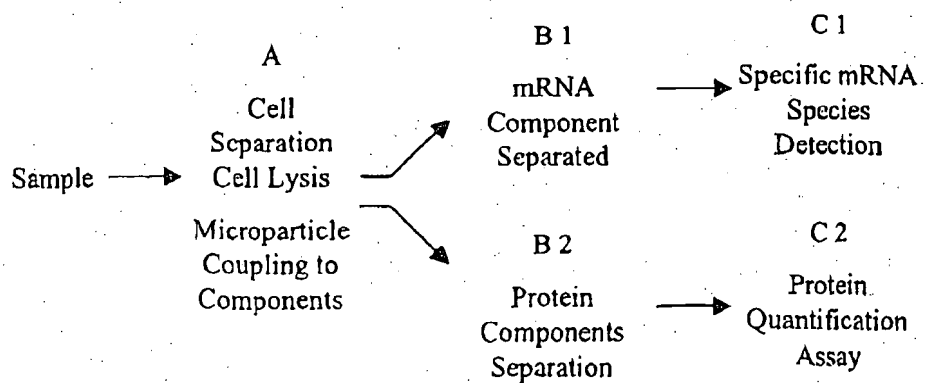 Sample
A
Cell
Separation
Cell Lysis
Microparticle
Coupling to
Components
B 1
mRNA
Component
Separated
C 1
Specific mRNA
Species
Detection
B 2
Protein
Components
Separation
C 2
Protein
Quantification
Assay